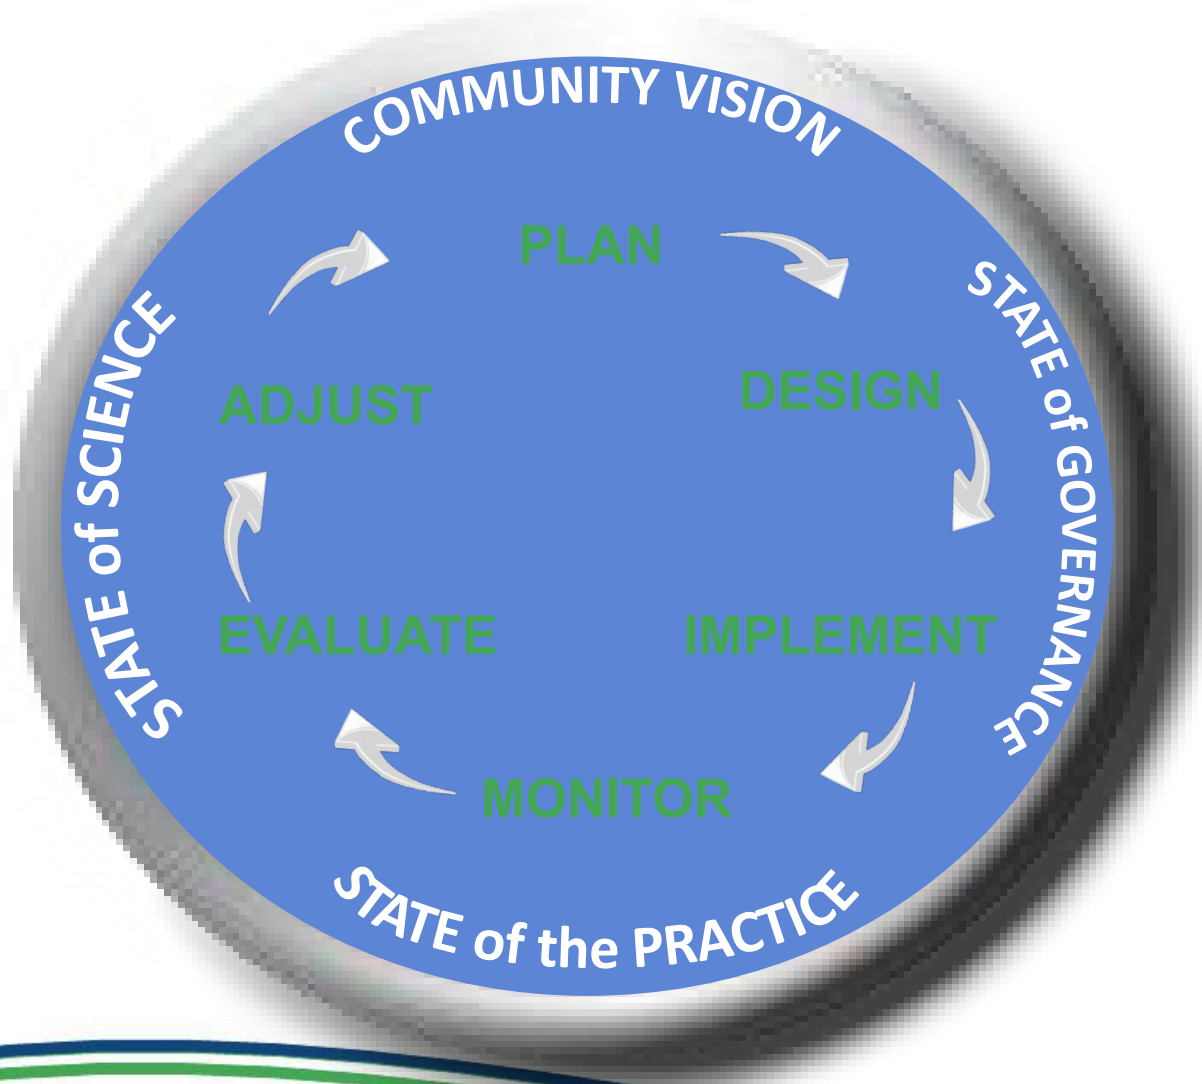 COMMUNITY VISION
PLAN
DESIGN
IMPLEMENT
MONITOR
EVALUATE
ADJUST
STATE of GOVERNANCE
STATE of the PRACTICE
STATE of SCIENCE